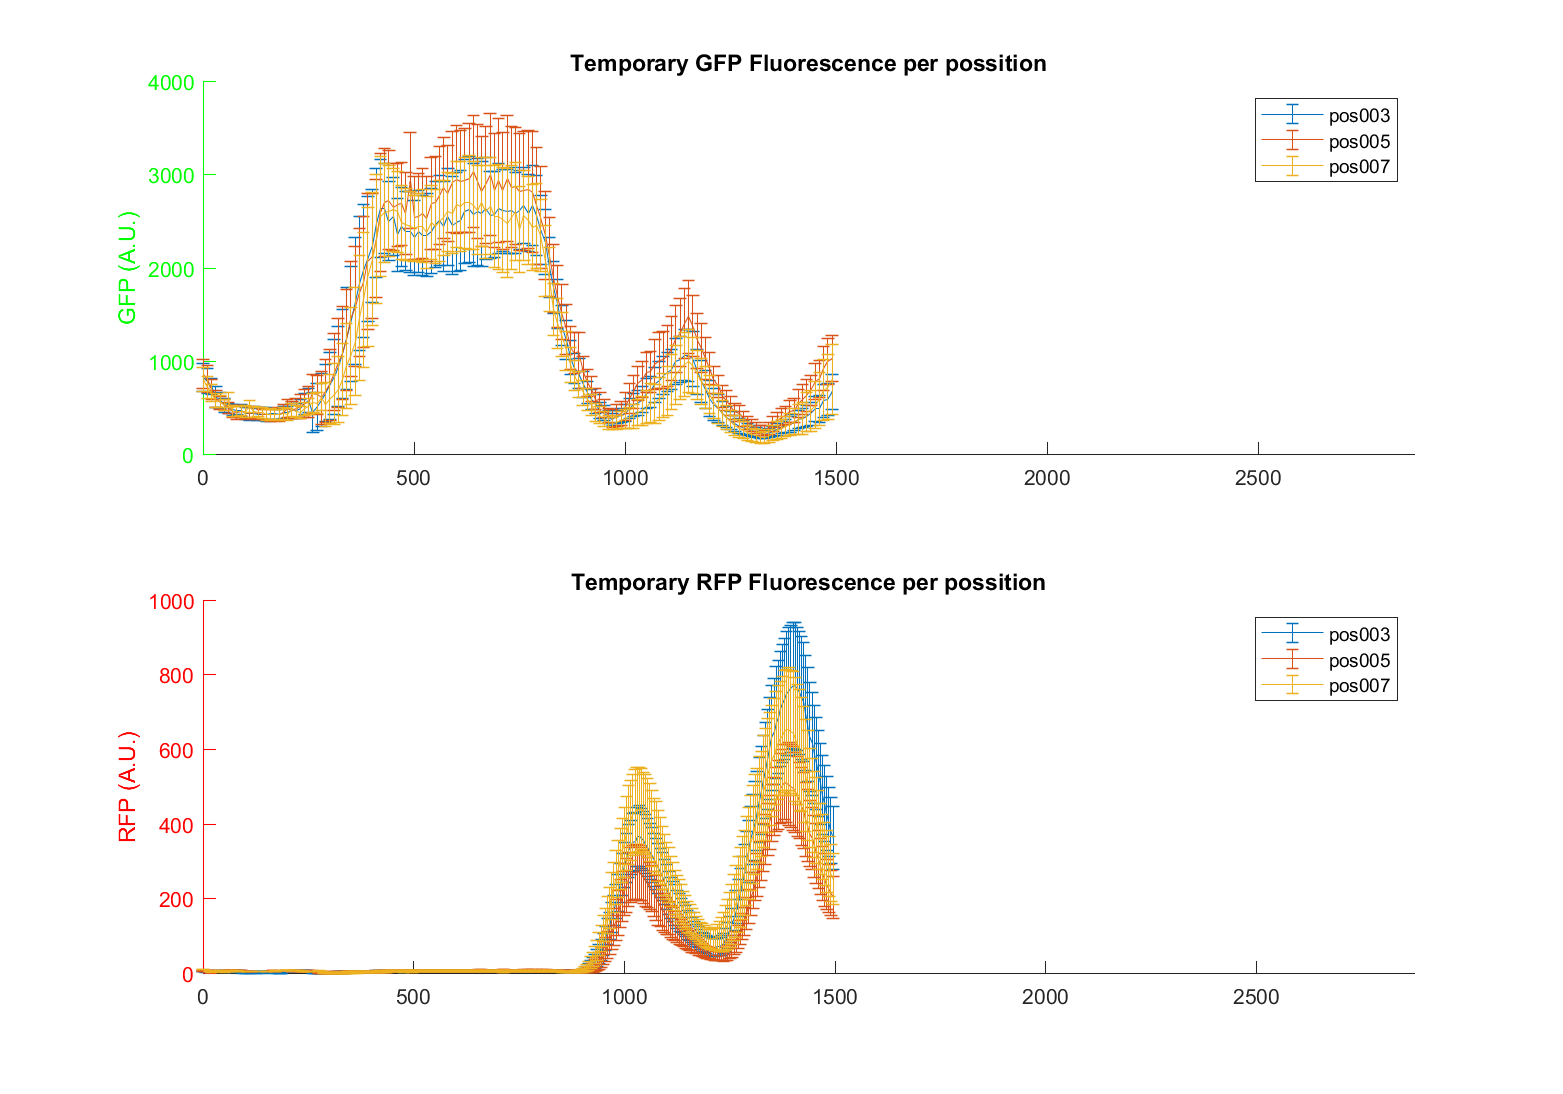 Temporary GFP Fluorescence per possition
4000
3000
2000
1000
0
GFP (A.U.)
0 500 1000 1500 2000 2500
pos003
pos005
pos007
Temporary RFP Fluorescence per possition
1000
800
600
400
200
0
RFP (A.U.)
0 500 1000 1500 2000 2500
pos003
pos005
pos007